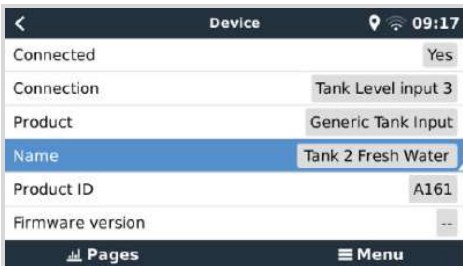 Device 09:17
Connected Yes
Connection Tank Level input 3
Product Generic Tank Input
Name Tank 2 Fresh Water
Product ID A161
Firmware version --
Pages Menu